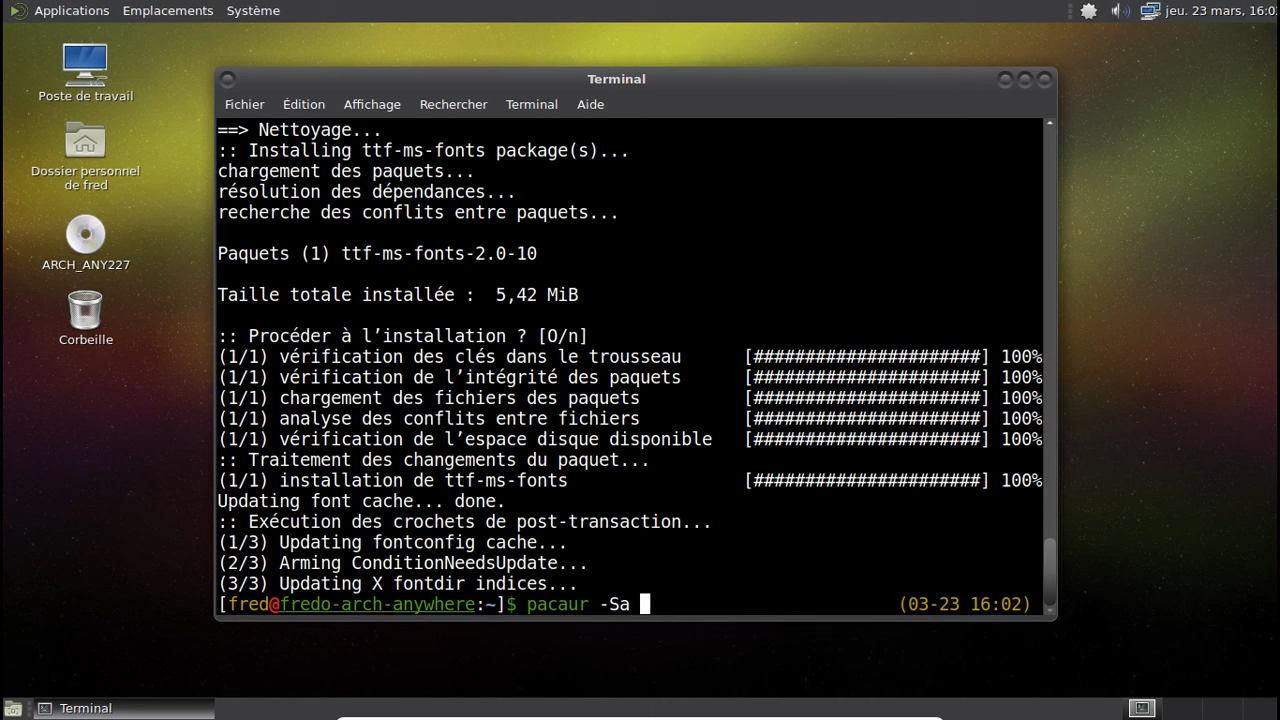 Applications Emplacements Système
jeu. 23 mars, 16:0
Poste de travail
Dossier personnel
de fred
ARCH_ANY227
Corbeille
Terminal
Fichier Édition Affichage Rechercher Terminal Aide
==> Nettoyage...
:: Installing ttf-ms-fonts package(s)...
chargement des paquets...
résolution des dépendances...
recherche des conflits entre paquets...
Paquets (1) ttf-ms-fonts-2.0-10
Taille totale installée :  5,42 MiB
:: Procéder à l’installation ? [O/n]
(1/1) vérification des clés dans le trousseau [######################] 100%
(1/1) vérification de l’intégrité des paquets [######################] 100%
(1/1) chargement des fichiers des paquets [######################] 100%
(1/1) analyse des conflits entre fichiers [######################] 100%
(1/1) vérification de l’espace disque disponible [######################] 100%
:: Traitement des changements du paquet...
(1/1) installation de ttf-ms-fonts [######################] 100%
Updating font cache... done.
:: Exécution des crochets de post-transaction...
(1/3) Updating fontconfig cache...
(2/3) Arming ConditionNeedsUpdate...
(3/3) Updating X fontdir indices...
[fred@fredo-arch-anywhere:~]$ pacaur -Sa (03-23 16:02)
Terminal